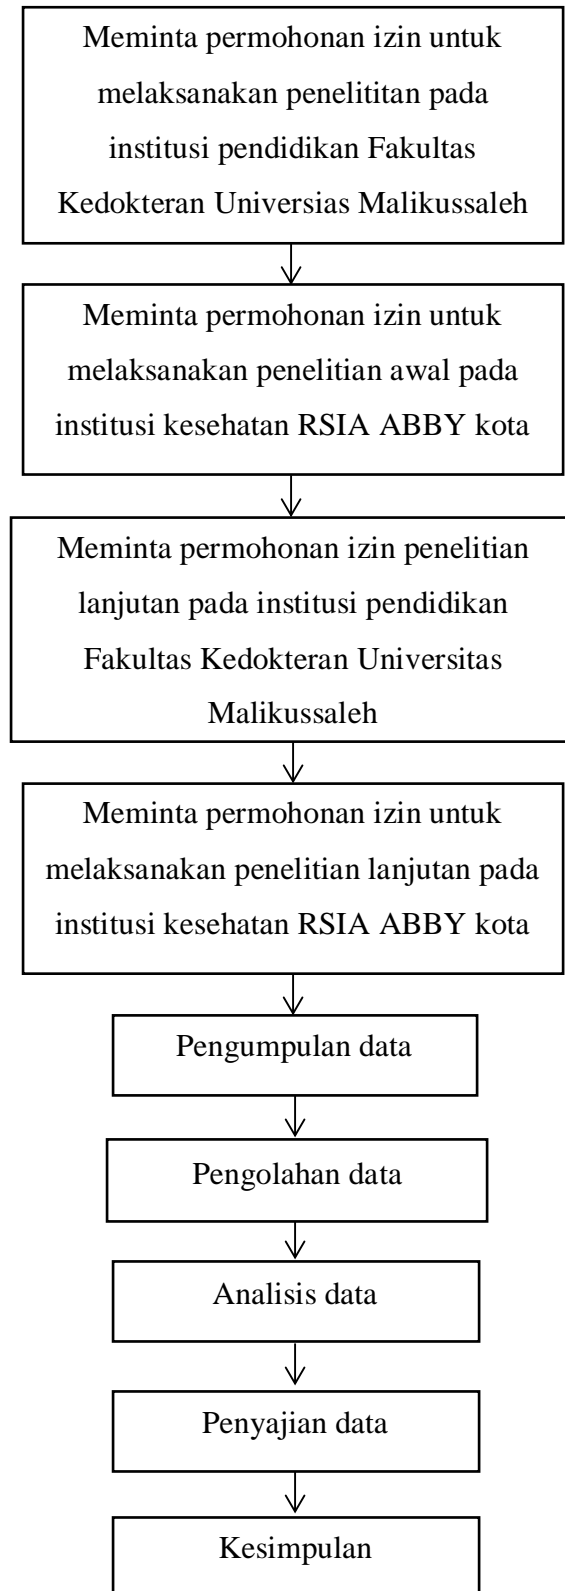 Meminta permohonan izin untuk
melaksanakan penelititan pada
institusi pendidikan Fakultas
Kedokteran Universias Malikussaleh
Meminta permohonan izin untuk
melaksanakan penelitian awal pada
institusi kesehatan RSIA ABBY kota
Meminta permohonan izin penelitian
lanjutan pada institusi pendidikan
Fakultas Kedokteran Universitas
Malikussaleh
Meminta permohonan izin untuk
melaksanakan penelitian lanjutan pada
institusi kesehatan RSIA ABBY kota
Pengumpulan data
Pengolahan data
Analisis data
Penyajian data
Kesimpulan